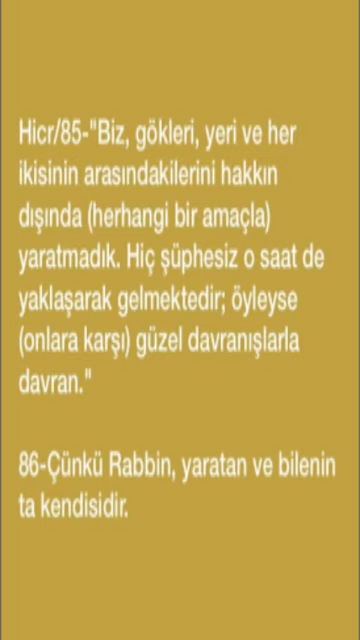 Hicr/85-"Biz, gökleri, yeri ve her
ikisinin arasındakilerini hakkın
dışında (herhangi bir amaçla)
yaratmadık. Hiç şüphesiz o saat de
yaklaşarak gelmektedir; öyleyse
(onlara karşı) güzel davranışlarla
davran."
86-Çünkü Rabbin, yaratan ve bilenin
ta kendisidir.